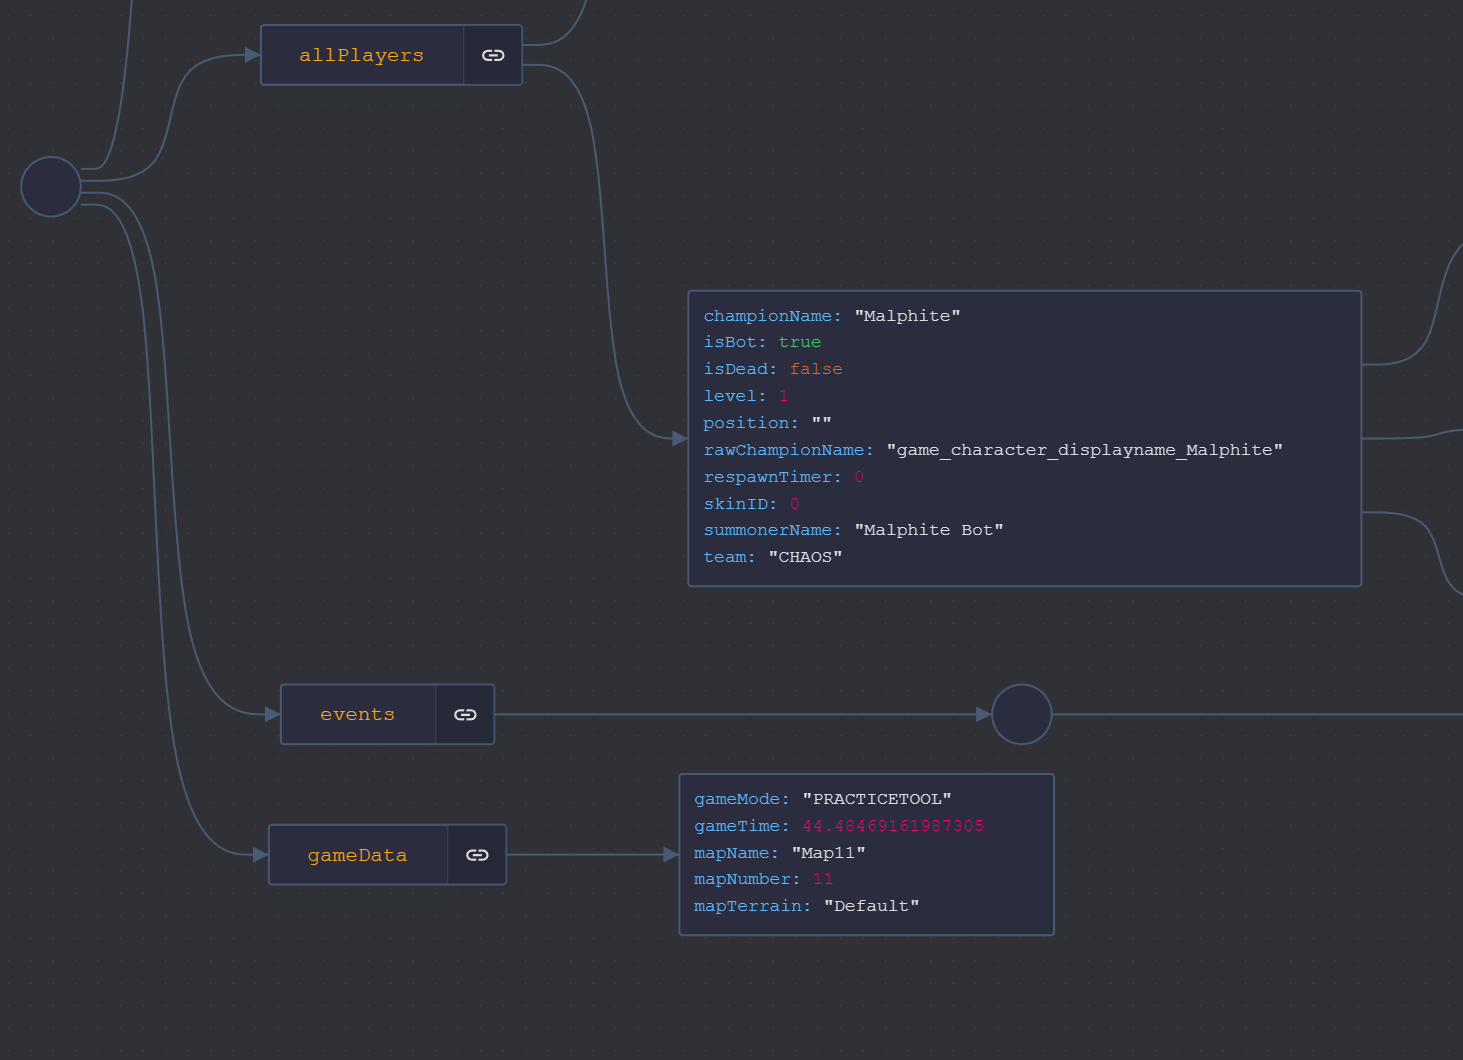 allPlayers
championName: "Malphite"
isBot: true
isDead: false
level: 1
position: ""
rawChampionName: "game_character_displayname_Malphite"
respawnTimer: 0
skinID: 0
summonerName: "Malphite Bot"
team: "CHAOS"
events
gameData
gameMode: "PRACTICETOOL"
gameTime: 44.48469161987305
mapName: "Map11"
mapNumber: 11
mapTerrain: "Default"